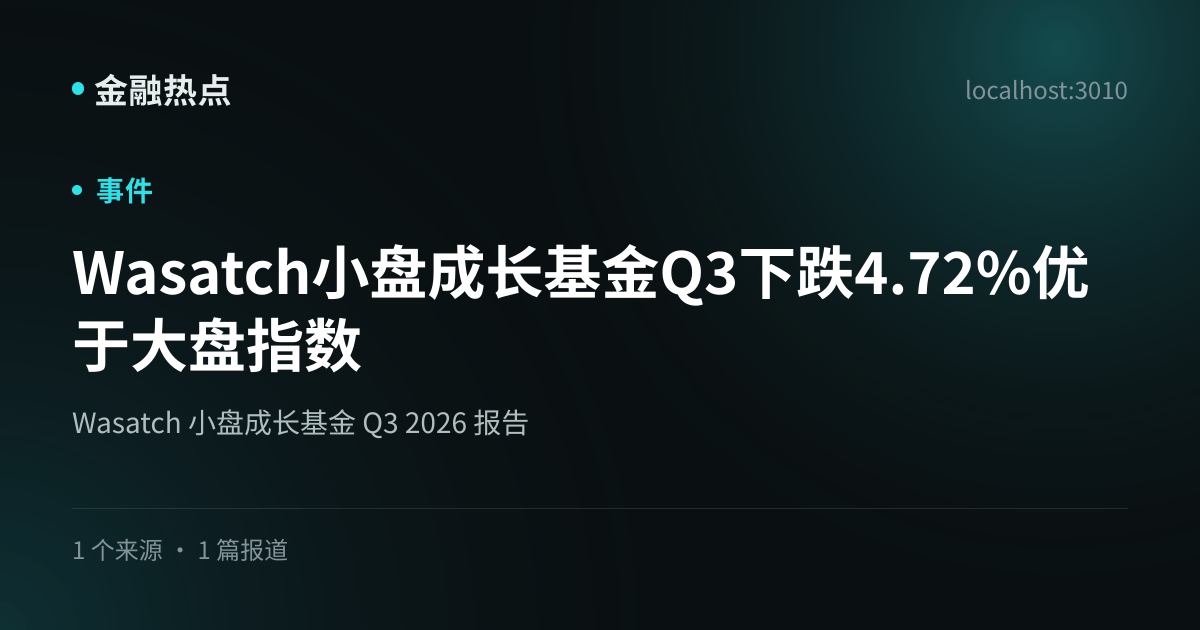 金融热点
localhost:3010
事件
Wasatch小盘成长基金Q3下跌4.72%优
于大盘指数
Wasatch 小盘成长基金 Q3 2026 报告
1 个来源 · 1 篇报道